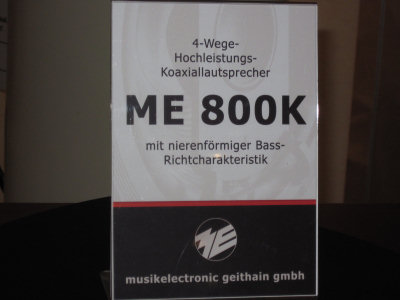 4-Wege-
Hochleistungs-
Koaxiallautsprecher
ME 800K
mit nierenförmiger Bass-
Richtcharakteristik
ME
musikelectronic geithain gmbh